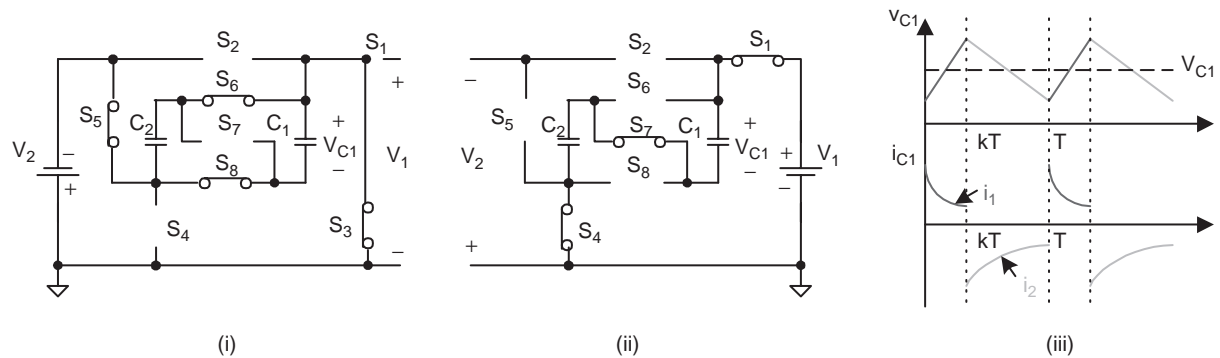 S2
S1
+
S6
S5
C2
S7
C1
+
VC1
−
V2
−
+
S8
V1
S4
S3
−
(i)
S2
S1
−
S6
S5
C2
S7
C1
+
VC1
−
V2
S8
+
V1
−
S4
+
(ii)
vC1
VC1
kT T
iC1
i1
kT T
i2
(iii)